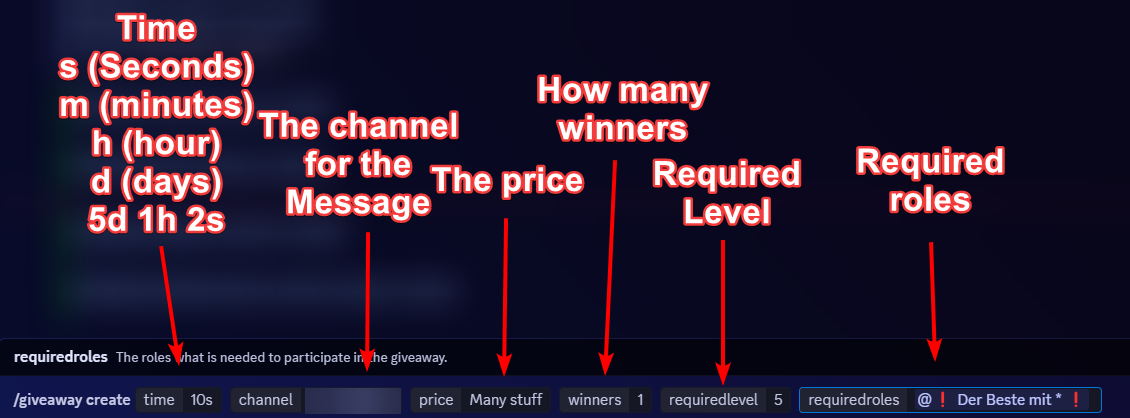 Time
s (Seconds)
m (minutes)
h (hour)
d (days)
5d 1h 2s
The channel
for the
Message
The price
How many
winners
Required
Level
Required
roles
requiredroles The roles what is needed to participate in the giveaway.
/giveaway create time 10s channel price Many stuff winners 1 requiredlevel 5 requiredroles @❗ Der Beste mit * ❗